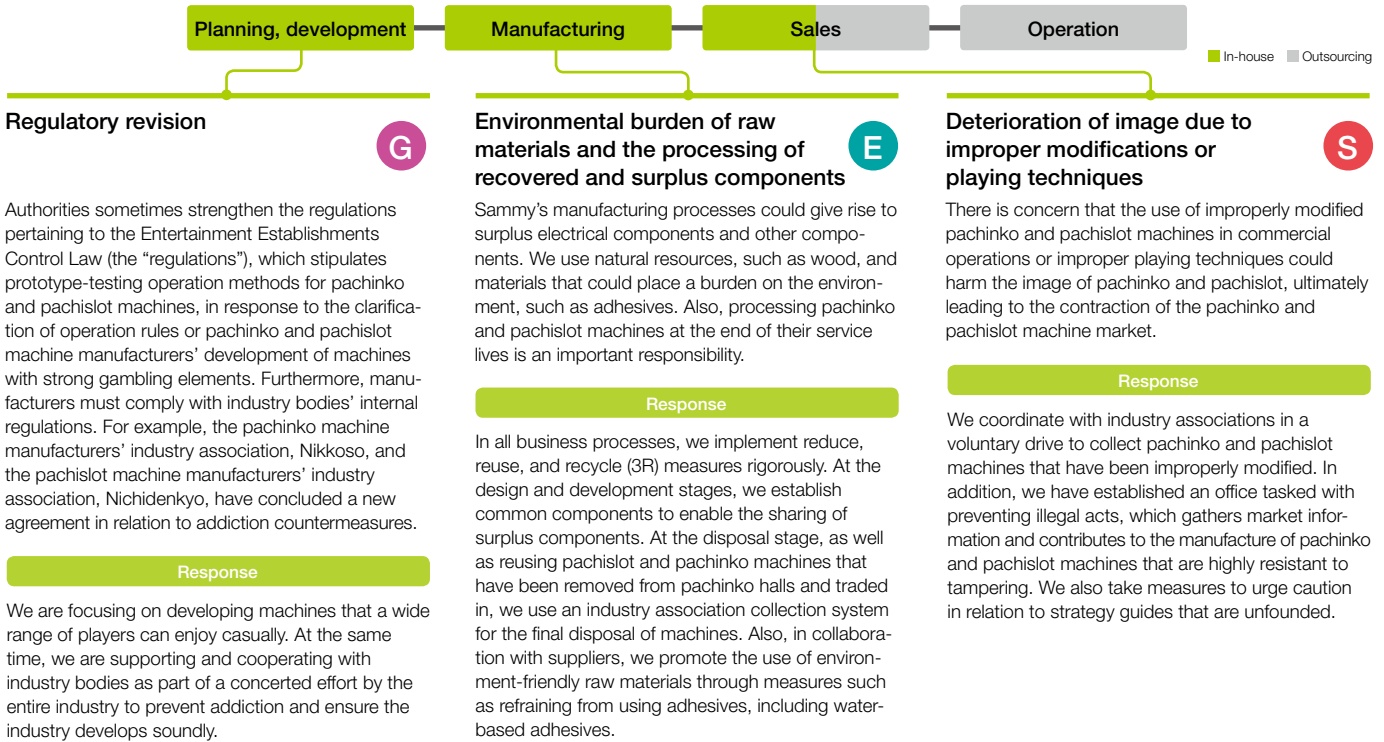 Planning, development
Manufacturing
Sales
Operation
In-house
Outsourcing
Regulatory revision
G
Authorities sometimes strengthen the regulations
pertaining to the Entertainment Establishments
Control Law (the “regulations”), which stipulates
prototype-testing operation methods for pachinko
and pachislot machines, in response to the clarifica-
tion of operation rules or pachinko and pachislot
machine manufacturers’ development of machines
with strong gambling elements. Furthermore, manu-
facturers must comply with industry bodies’ internal
regulations. For example, the pachinko machine
manufacturers’ industry association, Nikkoso, and
the pachislot machine manufacturers’ industry
association, Nichidenkyo, have concluded a new
agreement in relation to addiction countermeasures.
Response
We are focusing on developing machines that a wide
range of players can enjoy casually. At the same
time, we are supporting and cooperating with
industry bodies as part of a concerted effort by the
entire industry to prevent addiction and ensure the
industry develops soundly.
Environmental burden of raw
materials and the processing of
recovered and surplus components
E
Sammy’s manufacturing processes could give rise to
surplus electrical components and other compo-
nents. We use natural resources, such as wood, and
materials that could place a burden on the environ-
ment, such as adhesives. Also, processing pachinko
and pachislot machines at the end of their service
lives is an important responsibility.
Response
In all business processes, we implement reduce,
reuse, and recycle (3R) measures rigorously. At the
design and development stages, we establish
common components to enable the sharing of
surplus components. At the disposal stage, as well
as reusing pachislot and pachinko machines that
have been removed from pachinko halls and traded
in, we use an industry association collection system
for the final disposal of machines. Also, in collabora-
tion with suppliers, we promote the use of environ-
ment-friendly raw materials through measures such
as refraining from using adhesives, including water-
based adhesives.
Deterioration of image due to
improper modifications or
playing techniques
S
There is concern that the use of improperly modified
pachinko and pachislot machines in commercial
operations or improper playing techniques could
harm the image of pachinko and pachislot, ultimately
leading to the contraction of the pachinko and
pachislot machine market.
Response
We coordinate with industry associations in a
voluntary drive to collect pachinko and pachislot
machines that have been improperly modified. In
addition, we have established an office tasked with
preventing illegal acts, which gathers market infor-
mation and contributes to the manufacture of pachinko
and pachislot machines that are highly resistant to
tampering. We also take measures to urge caution
in relation to strategy guides that are unfounded.